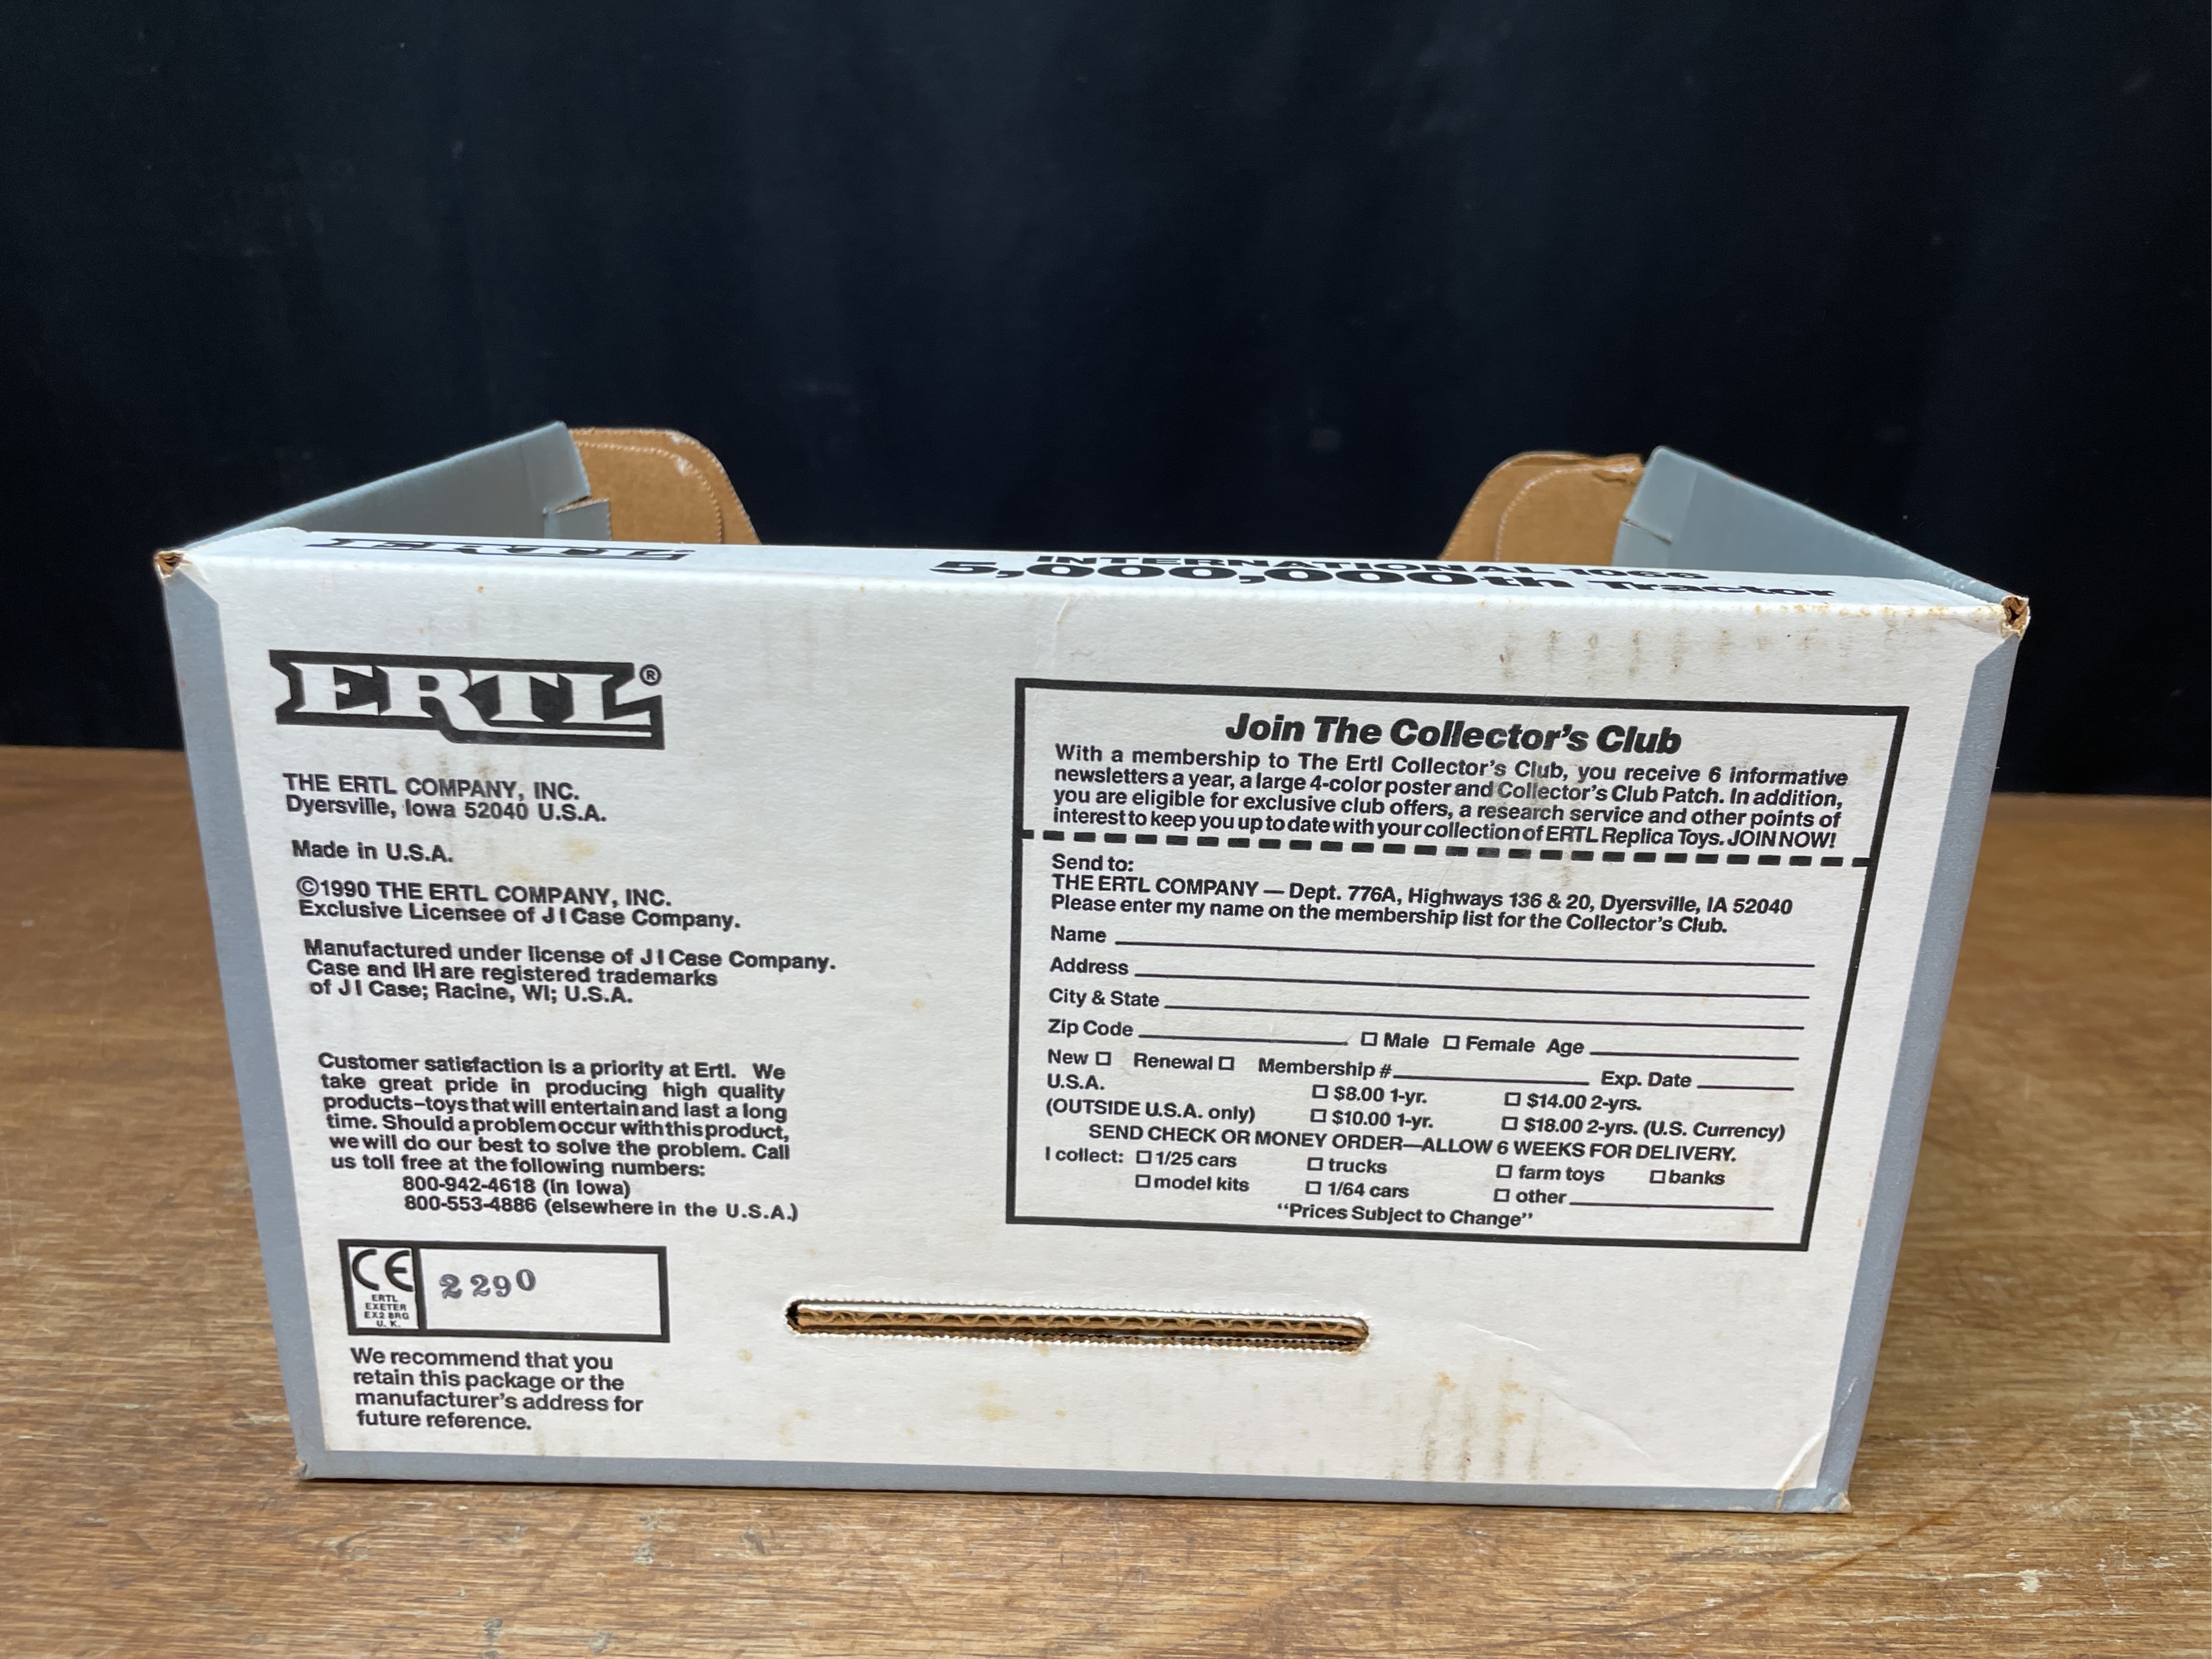 ERTL
INTERNATIONAL 1066
5,000,000th Tractor
ERTL®
THE ERTL COMPANY, INC.
Dyersville, Iowa 52040 U.S.A.
Made in U.S.A.
©1990 THE ERTL COMPANY, INC.
Exclusive Licensee of J I Case Company.
Manufactured under license of J I Case Company.
Case and IH are registered trademarks
of J I Case; Racine, WI; U.S.A.
Customer satisfaction is a priority at Ertl. We
take great pride in producing high quality
products–toys that will entertain and last a long
time. Should a problem occur with this product,
we will do our best to solve the problem. Call
us toll free at the following numbers:
800-942-4618 (in Iowa)
800-553-4886 (elsewhere in the U.S.A.)
CE
ERTL
EXETER
EX2 8RG
U. K.
2290
We recommend that you
retain this package or the
manufacturer's address for
future reference.
Join The Collector's Club
With a membership to The Ertl Collector's Club, you receive 6 informative
newsletters a year, a large 4-color poster and Collector's Club Patch. In addition,
you are eligible for exclusive club offers, a research service and other points of
interest to keep you up to date with your collection of ERTL Replica Toys. JOIN NOW!
Send to:
THE ERTL COMPANY — Dept. 776A, Highways 136 & 20, Dyersville, IA 52040
Please enter my name on the membership list for the Collector's Club.
Name
Address
City & State
Zip Code Male Female Age
New Renewal Membership # Exp. Date
U.S.A. $8.00 1-yr. $14.00 2-yrs.
(OUTSIDE U.S.A. only) $10.00 1-yr. $18.00 2-yrs. (U.S. Currency)
SEND CHECK OR MONEY ORDER—ALLOW 6 WEEKS FOR DELIVERY.
I collect: 1/25 cars trucks farm toys banks
model kits 1/64 cars other
"Prices Subject to Change"